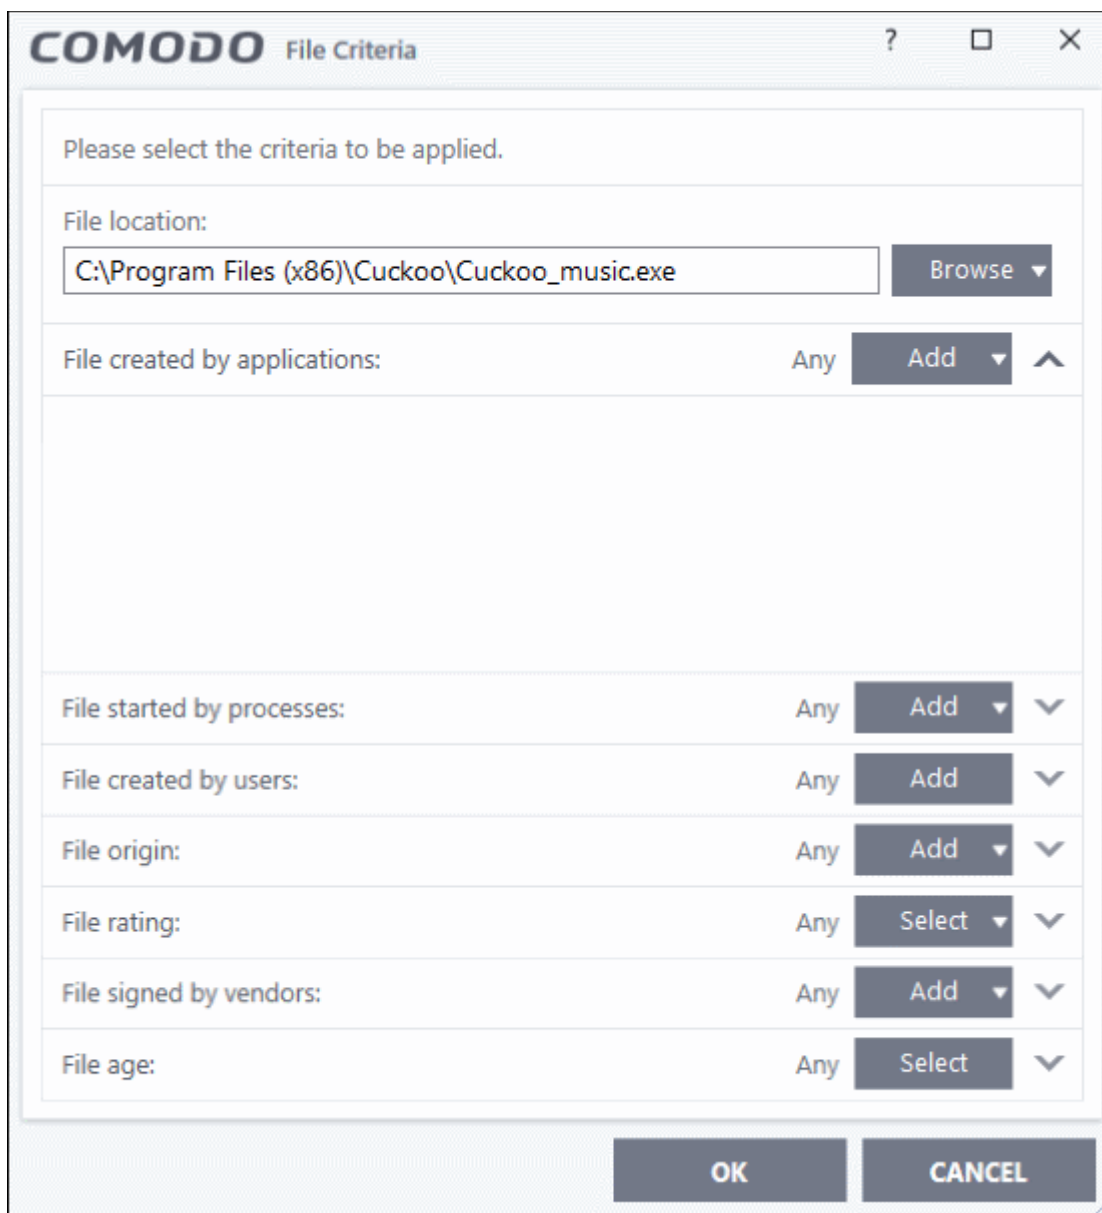 COMODO File Criteria ?
Please select the criteria to be applied.
File location:
C:\Program Files (x86)\Cuckoo\Cuckoo_music.exe Browse
File created by applications: Any Add
File started by processes: Any Add
File created by users: Any Add
File origin: Any Add
File rating: Any Select
File signed by vendors: Any Add
File age: Any Select
OK CANCEL